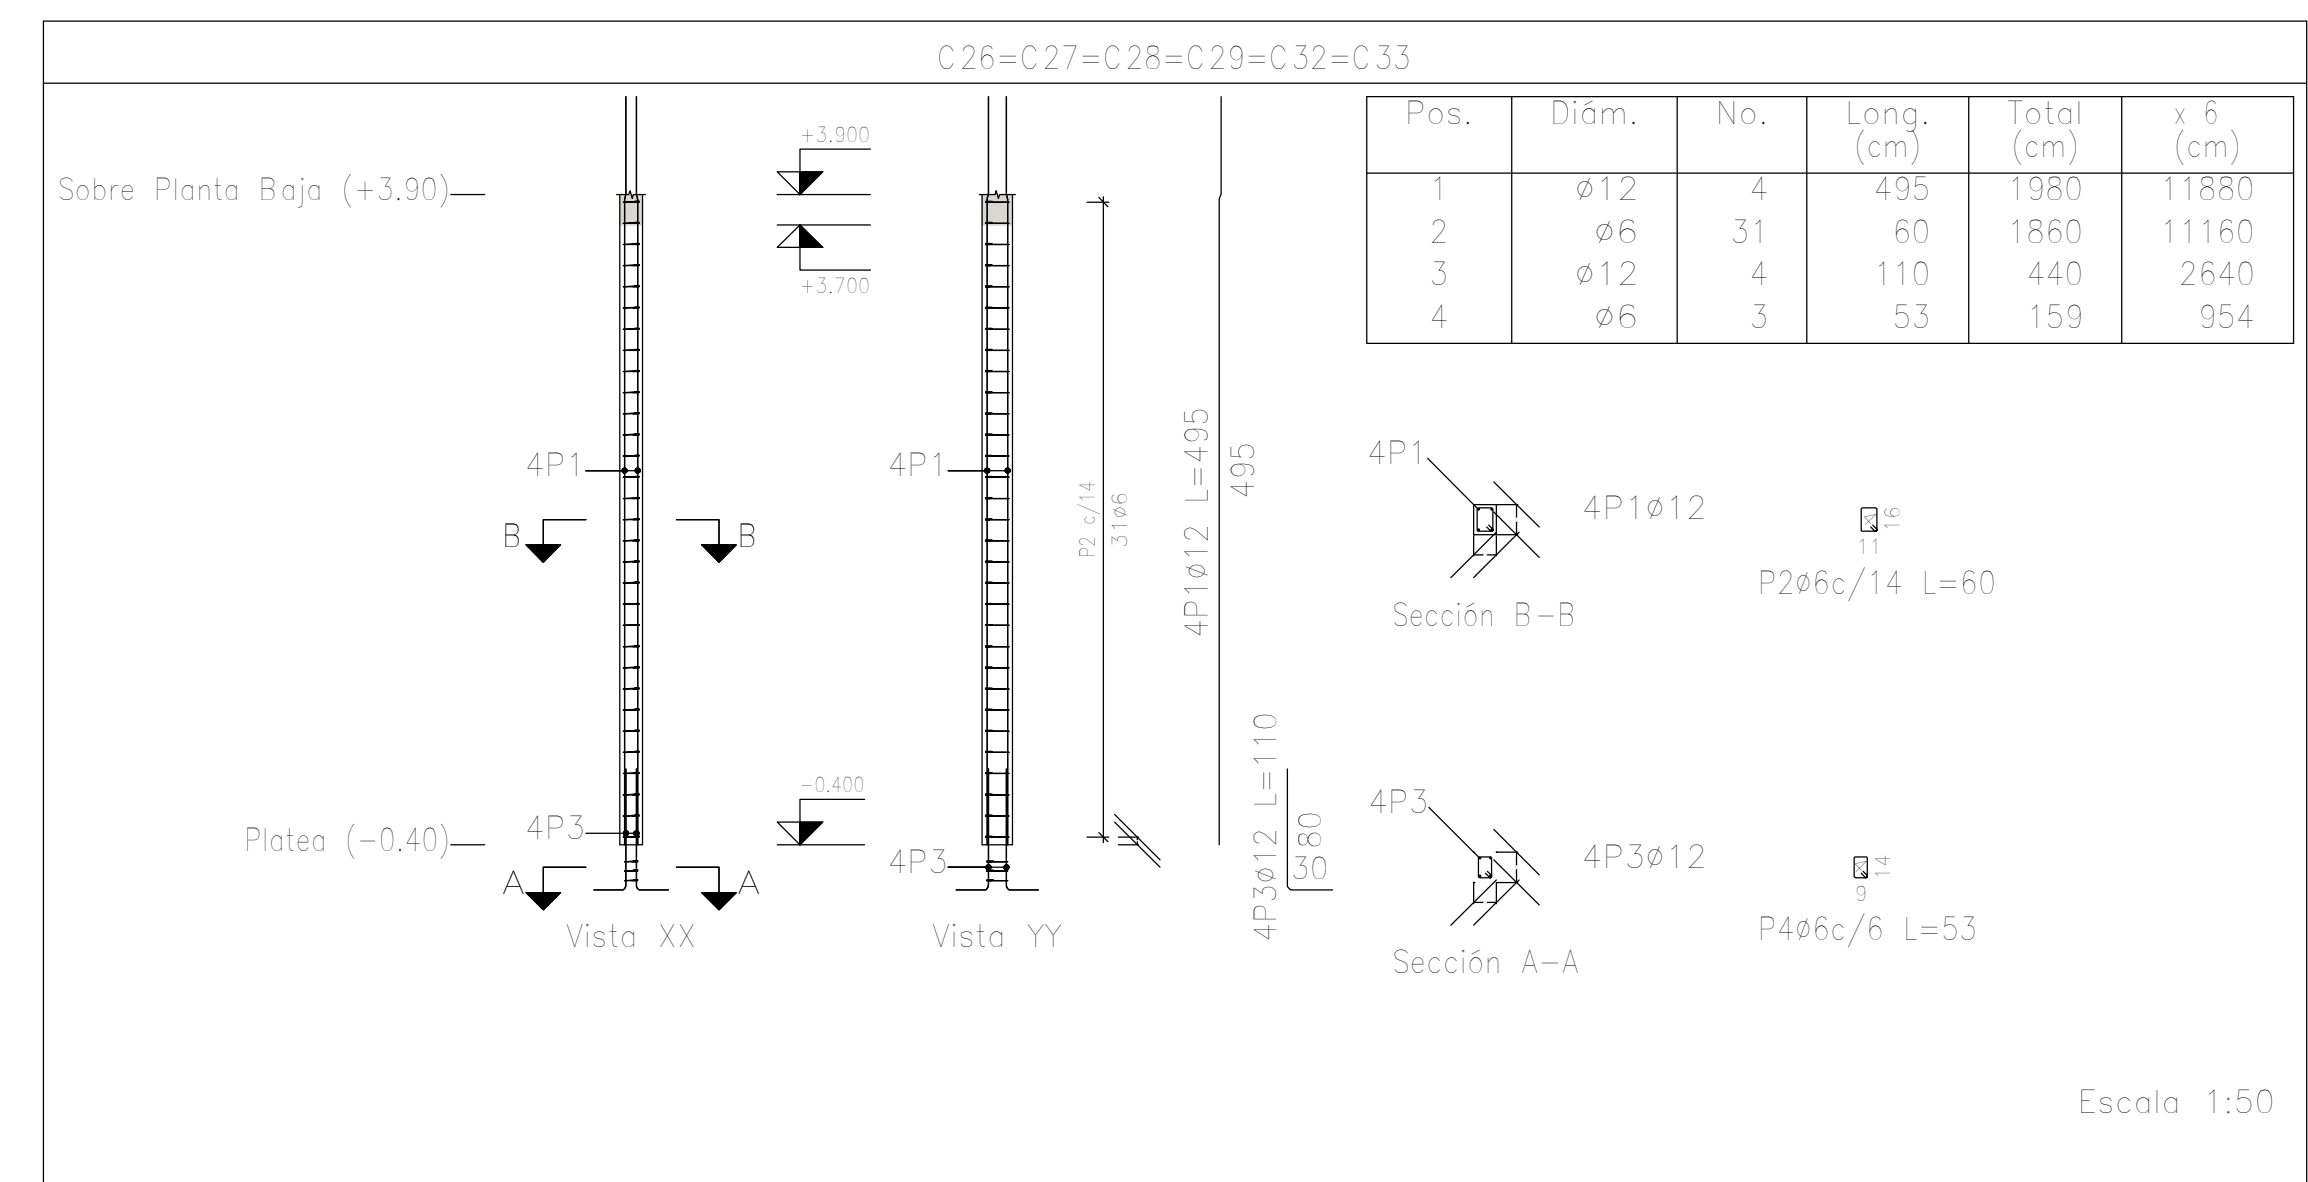 C26=C27=C28=C29=C32=C33
Pos. Diám. No. Long. (cm) Total (cm) x 6 (cm)
1 ø12 4 495 1980 11880
2 ø6 31 60 1860 11160
3 ø12 4 110 440 2640
4 ø6 3 53 159 954
+3.900
Sobre Planta Baja (+3.90)
+3.700
4P1
4P1
B
B
P2 c/14
31ø6
4P1ø12 L=495
495
4P1
4P1ø12
16
11
P2ø6c/14 L=60
Sección B-B
-0.400
Platea (-0.40)
4P3
4P3
A
A
Vista XX
Vista YY
4P3ø12 L=110
80
30
4P3
4P3ø12
14
9
P4ø6c/6 L=53
Sección A-A
Escala 1:50